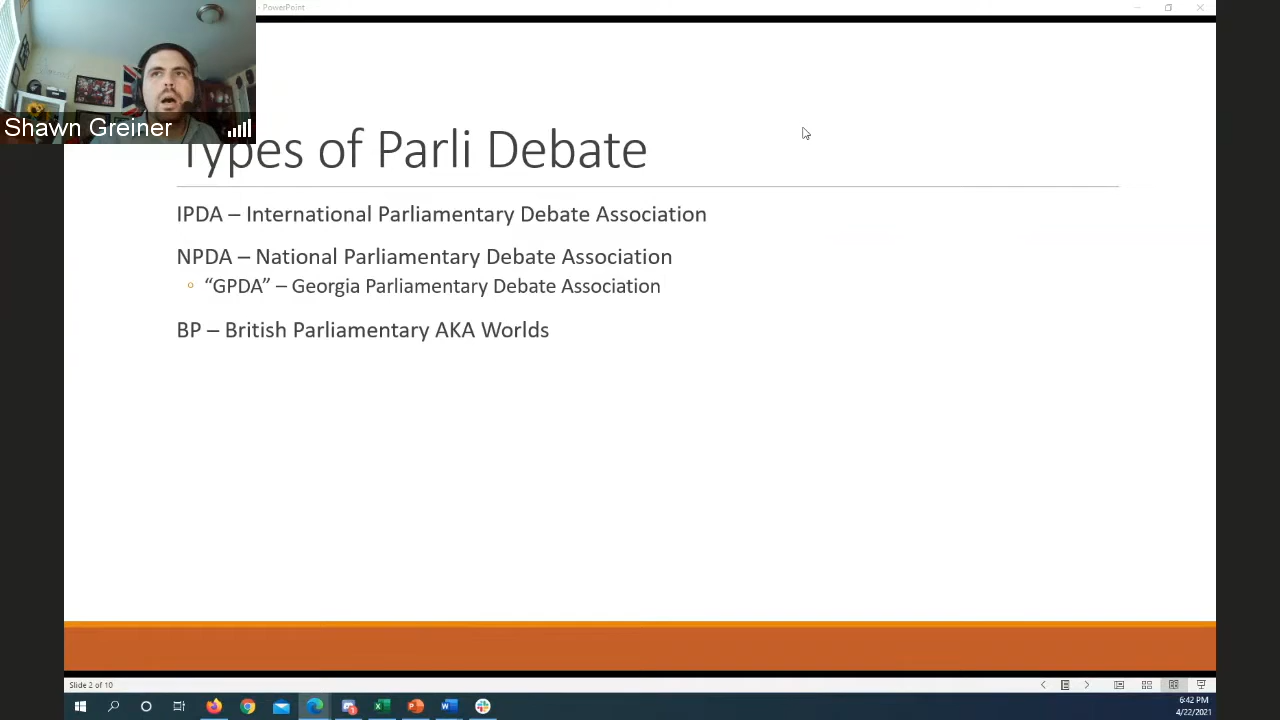 PowerPoint
Shawn Greiner
Types of Parli Debate
IPDA – International Parliamentary Debate Association
NPDA – National Parliamentary Debate Association
“GPDA” – Georgia Parliamentary Debate Association
BP – British Parliamentary AKA Worlds
Slide 2 of 10
6:42 PM
4/22/2021